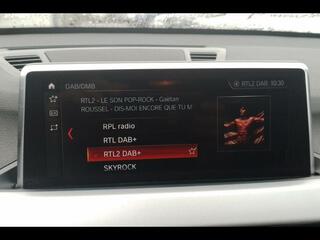 DAB/DMB
RTL2 DAB 10:30
RTL2 - LE SON POP-ROCK - Gaëtan
ROUSSEL - DIS-MOI ENCORE QUE TU M
RPL radio
RTL DAB+
RTL2 DAB+
SKYROCK